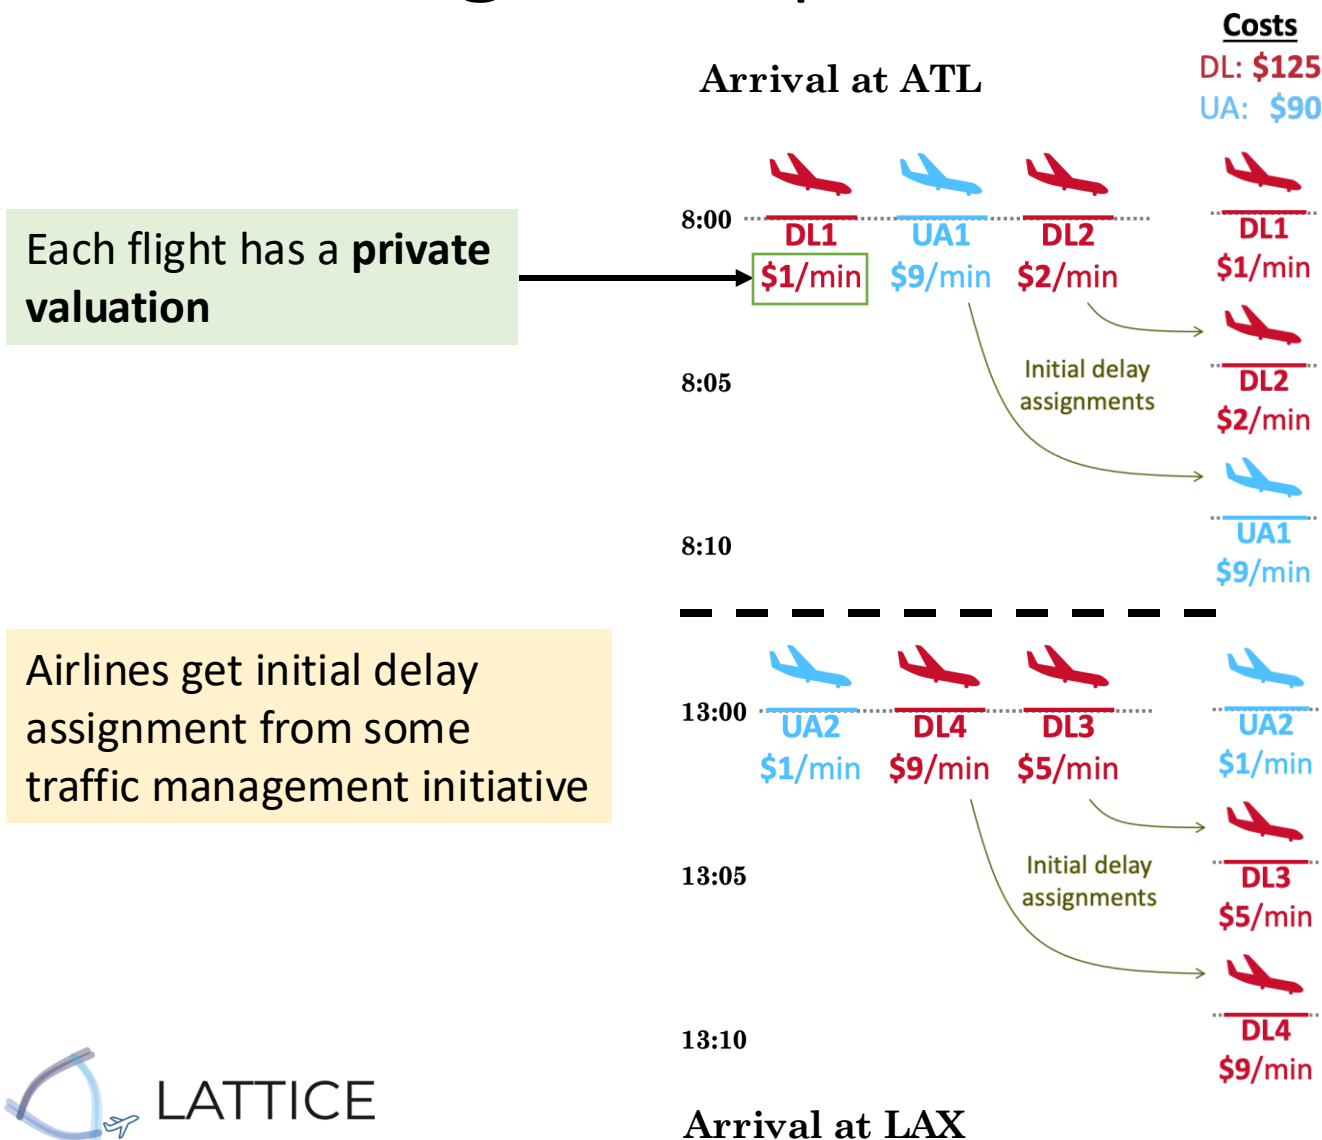 Costs
DL: $125
UA: $90
Arrival at ATL
8:00
DL1
$1/min
UA1
$9/min
DL2
$2/min
DL1
$1/min
Each flight has a private
valuation
8:05
Initial delay
assignments
DL2
$2/min
8:10
UA1
$9/min
Airlines get initial delay
assignment from some
traffic management initiative
13:00
UA2
$1/min
DL4
$9/min
DL3
$5/min
UA2
$1/min
13:05
Initial delay
assignments
DL3
$5/min
13:10
DL4
$9/min
LATTICE
Arrival at LAX